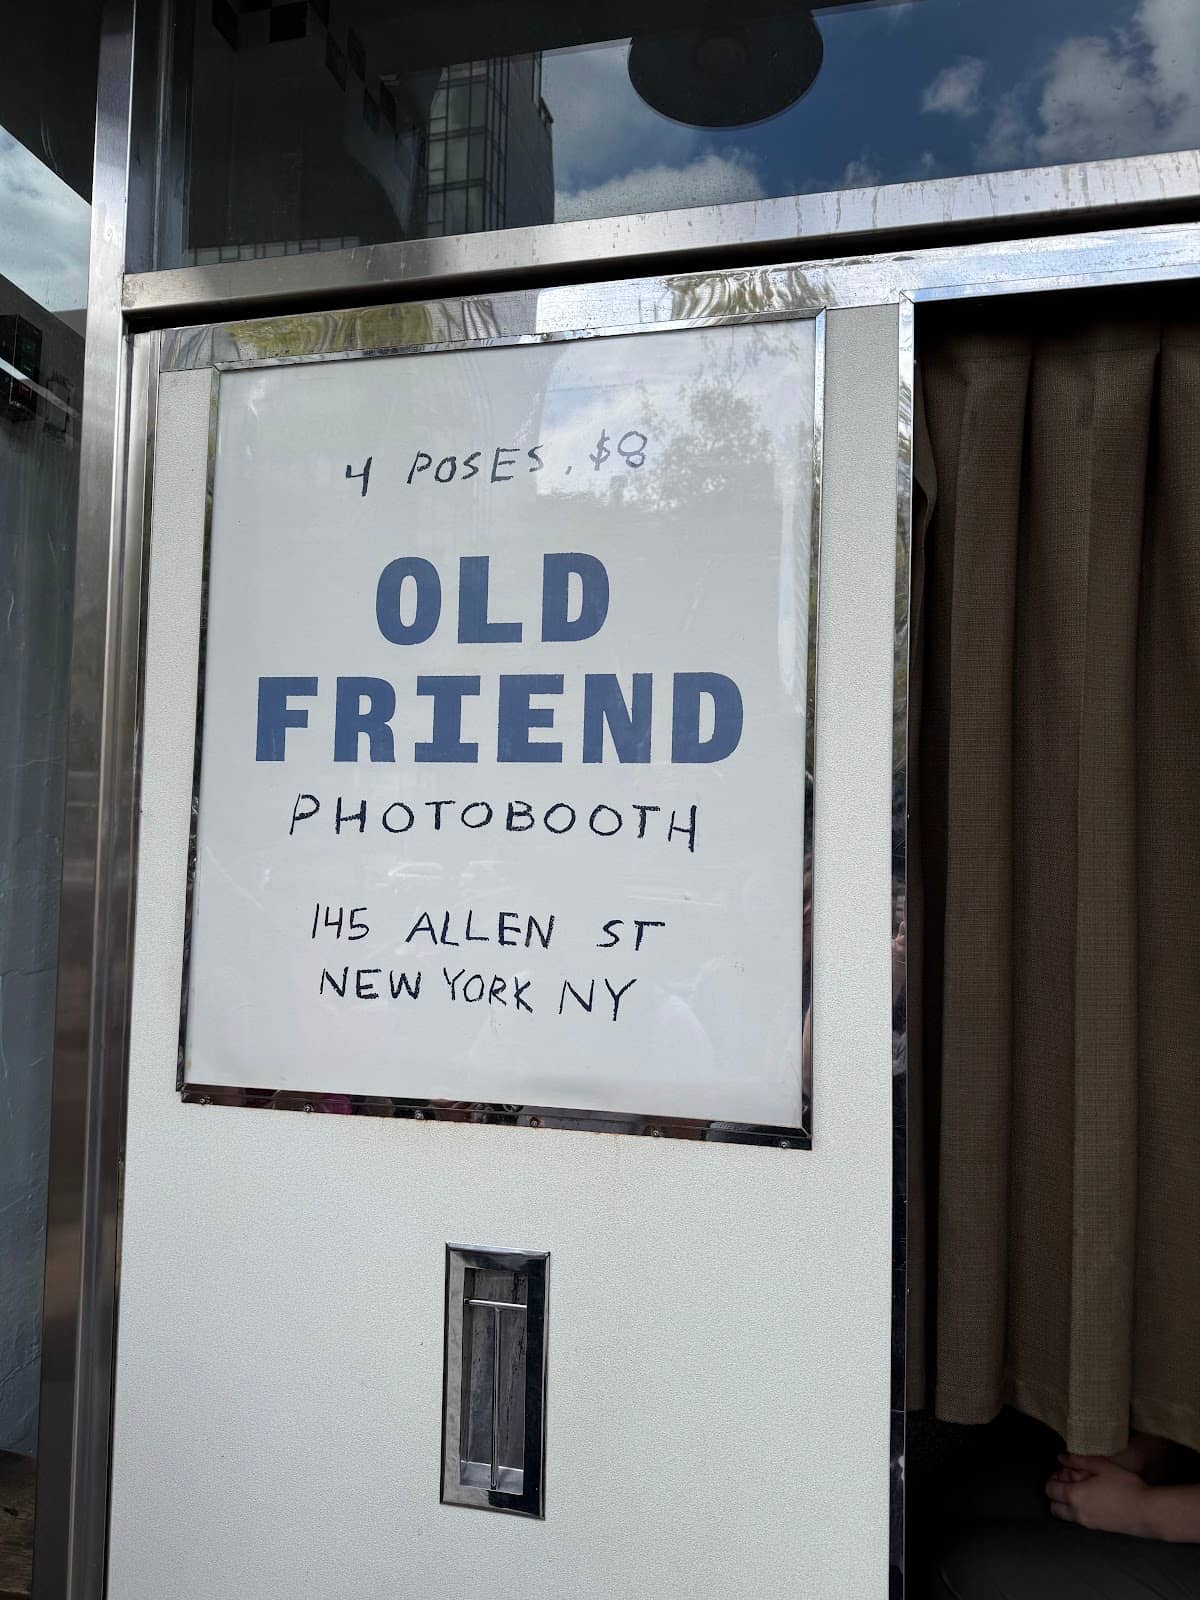 4 POSES, $8
OLD
FRIEND
PHOTOBOOTH
145 ALLEN ST
NEW YORK NY